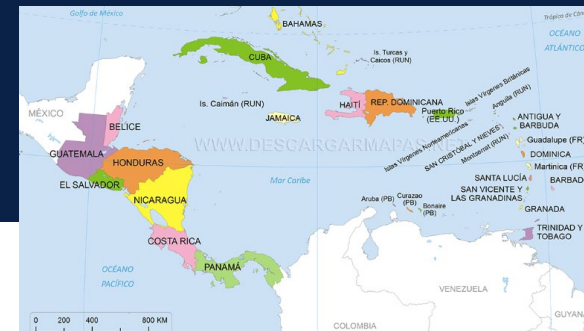 Golfo de México
Trópico de Cán
BAHAMAS
OCÉANO
ATLÁNTICO
CUBA
Is. Turcas y
Caicos (RUN)
Is. Caimán (RUN)
HAITÍ
REP. DOMINICANA
Puerto Rico
(EE.UU.)
Islas Vírgenes Británicas
Anguila (RUN)
JAMAICA
MÉXICO
BELICE
ANTIGUA Y
BARBUDA
WWW.DESCARGARMAPAS.NET
Islas Vírgenes Norteamericanas
SAN CRISTÓBAL Y NIEVES
Montserrat (RUN)
Guadalupe (FR)
GUATEMALA
HONDURAS
DOMINICA
Martinica (FR)
Mar Caribe
SANTA LUCÍA
BARBAD
EL SALVADOR
SAN VICENTE Y
LAS GRANADINAS
NICARAGUA
Aruba (PB)
Curazao
(PB)
Bonaire
(PB)
GRANADA
TRINIDAD Y
TOBAGO
COSTA RICA
PANAMÁ
OCÉANO
PACÍFICO
VENEZUELA
GUYAN
0 200 400 800 KM
COLOMBIA